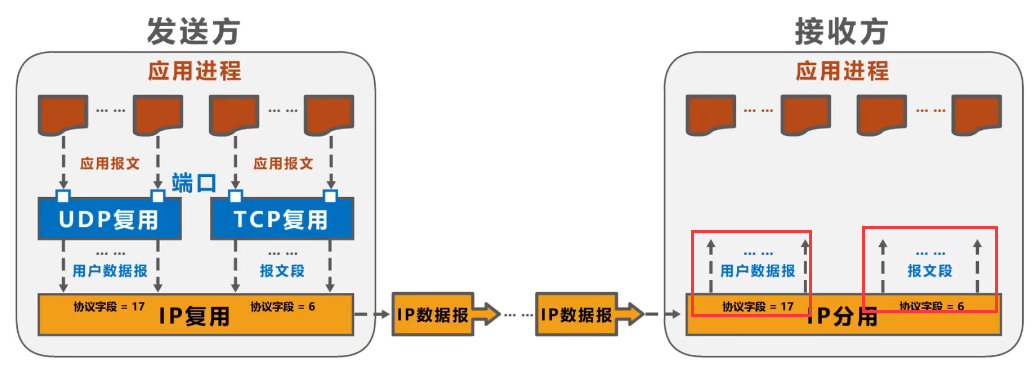 发送方
应用进程
… …
… …
应用报文
应用报文
端口
UDP复用
TCP复用
… …
… …
用户数据报
报文段
协议字段 = 17
协议字段 = 6
IP复用
IP数据报
… …
IP数据报
接收方
应用进程
… …
… …
… …
… …
用户数据报
报文段
协议字段 = 17
协议字段 = 6
IP分用